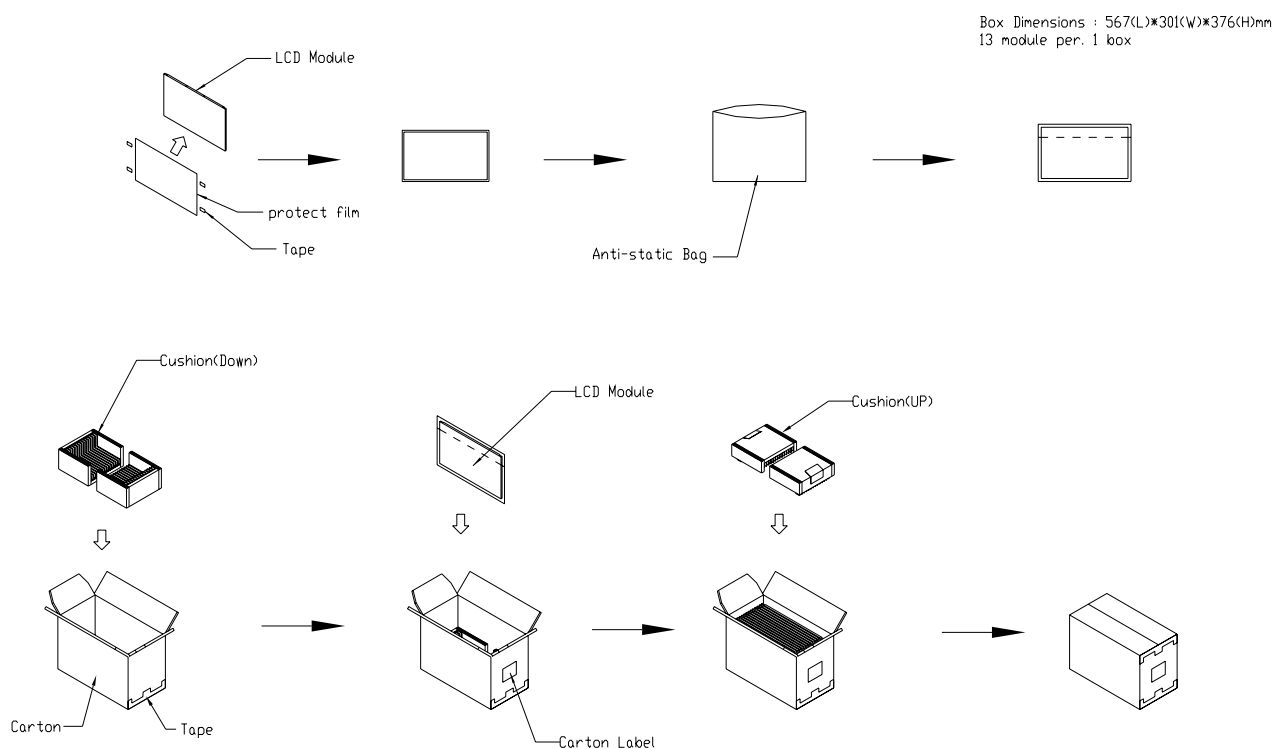 Box Dimensions : 567(L)*301(W)*376(H)mm
13 module per. 1 box
LCD Module
protect film
Tape
Anti-static Bag
Cushion(Down)
LCD Module
Cushion(UP)
Carton
Tape
Carton Label